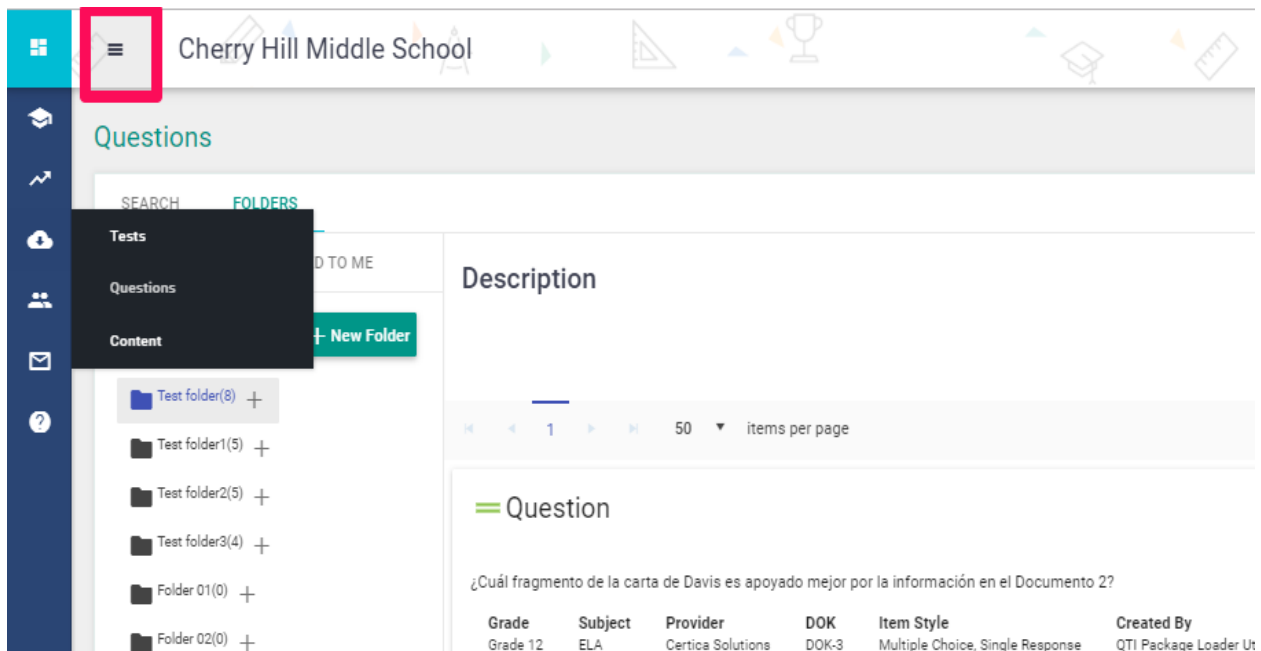 Cherry Hill Middle School
Questions
SEARCH FOLDERS
Tests
D TO ME
Questions
Content
+ New Folder
Test folder(8) +
Test folder1(5) +
Test folder2(5) +
Test folder3(4) +
Folder 01(0) +
Folder 02(0) +
Description
1 50 items per page
Question
¿Cuál fragmento de la carta de Davis es apoyado mejor por la información en el Documento 2?
Grade Subject Provider DOK Item Style Created By
Grade 12 ELA Certica Solutions DOK-3 Multiple Choice, Single Response QTI Package Loader Ut